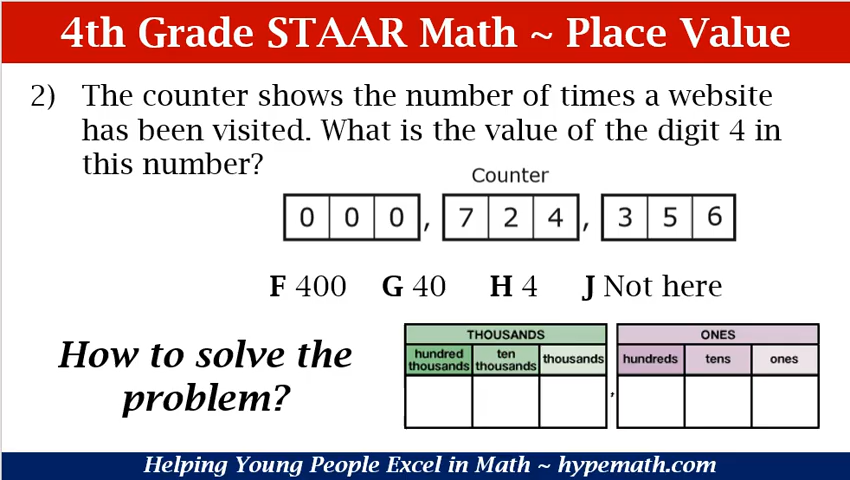 4th Grade STAAR Math ~ Place Value
2) The counter shows the number of times a website
has been visited. What is the value of the digit 4 in
this number?
Counter
0 0 0 , 7 2 4 , 3 5 6
F 400 G 40 H 4 J Not here
How to solve the
problem?
THOUSANDS ONES
hundred thousands ten thousands thousands hundreds tens ones
,
Helping Young People Excel in Math ~ hypemath.com